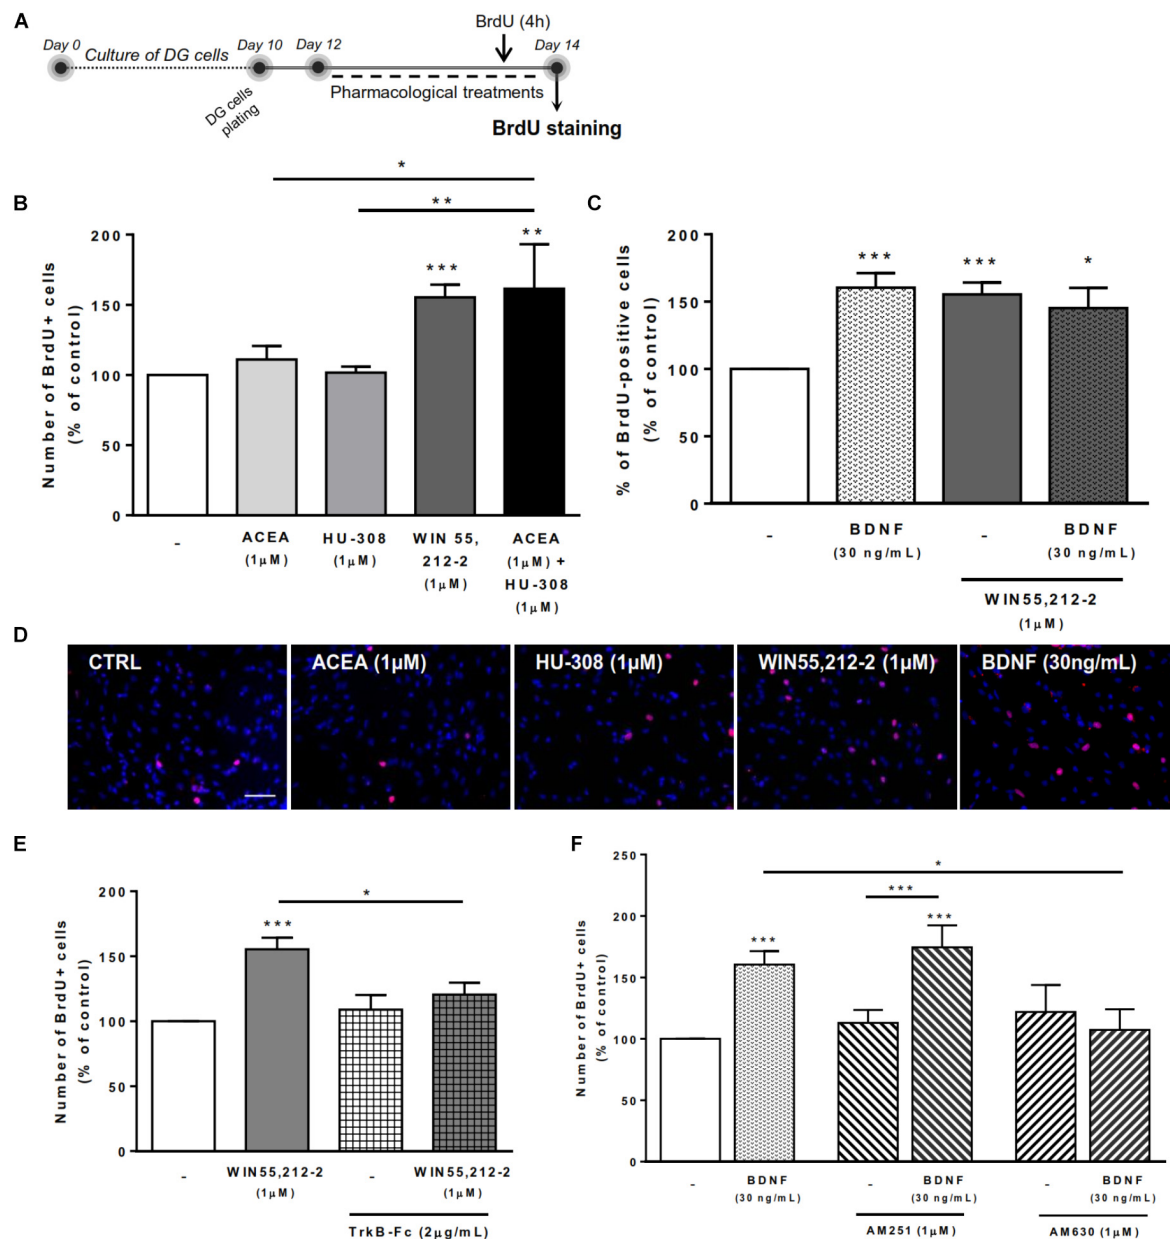 A
BrdU (4h)
Day 0
Culture of DG cells
Day 10
Day 12
Day 14
DG cells
plating
Pharmacological treatments
BrdU staining
B
*
**
**
***
Number of BrdU+ cells
(% of control)
200
150
100
50
0
-
ACEA
(1µM)
HU-308
(1µM)
WIN 55,
212-2
(1µM)
ACEA
(1µM) +
HU-308
(1µM)
C
% of BrdU-positive cells
(% of control)
200
150
100
50
0
***
***
*
-
BDNF
(30 ng/mL)
-
BDNF
(30 ng/mL)
WIN55,212-2
(1µM)
D
CTRL
ACEA (1µM)
HU-308 (1µM)
WIN55,212-2 (1µM)
BDNF (30ng/mL)
E
Number of BrdU+ cells
(% of control)
200
150
100
50
0
***
*
-
WIN55,212-2
(1µM)
-
WIN55,212-2
(1µM)
TrkB-Fc (2µg/mL)
F
Number of BrdU+ cells
(% of control)
250
200
150
100
50
0
*
***
***
***
-
BDNF
(30 ng/mL)
-
BDNF
(30 ng/mL)
-
BDNF
(30 ng/mL)
AM251 (1µM)
AM630 (1µM)